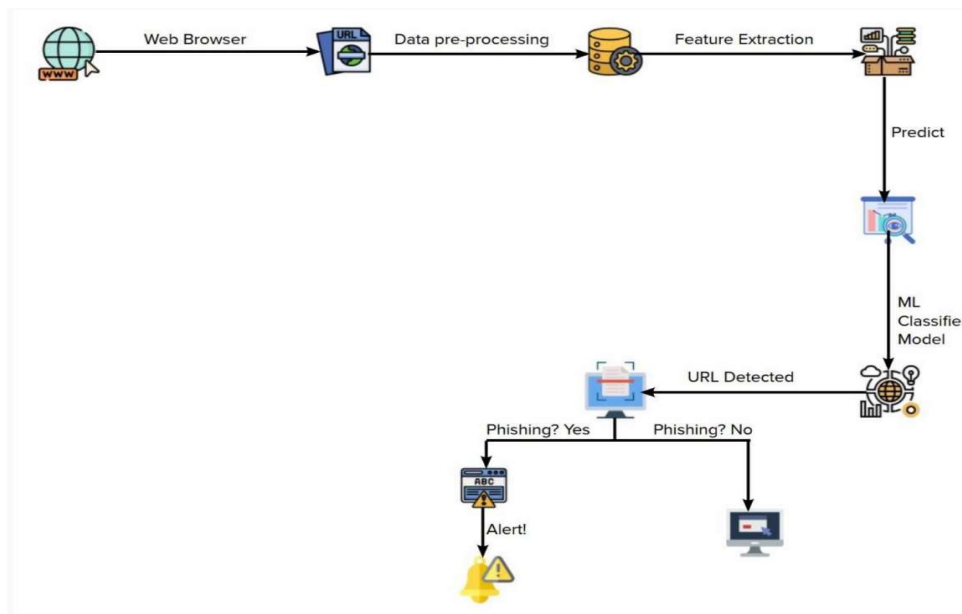 Web Browser
Data pre-processing
Feature Extraction
WWW
URL
Predict
ML
Classifie
Model
URL Detected
Phishing? Yes
Phishing? No
ABC
Alert!